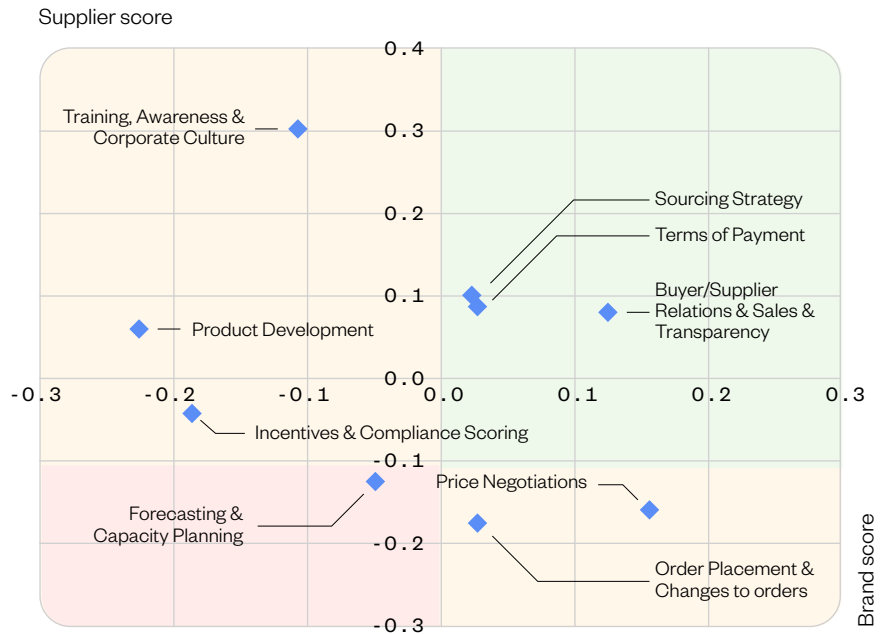 Supplier score
0.4
Training, Awareness &
Corporate Culture
0.3
Sourcing Strategy
0.2
Terms of Payment
Buyer/Supplier
Relations & Sales &
Transparency
0.1
Product Development
0.0
-0.3
-0.2
-0.1
0.0
0.1
0.2
0.3
Incentives & Compliance Scoring
-0.1
Price Negotiations
Forecasting &
Capacity Planning
-0.2
Order Placement &
Changes to orders
-0.3
Brand score